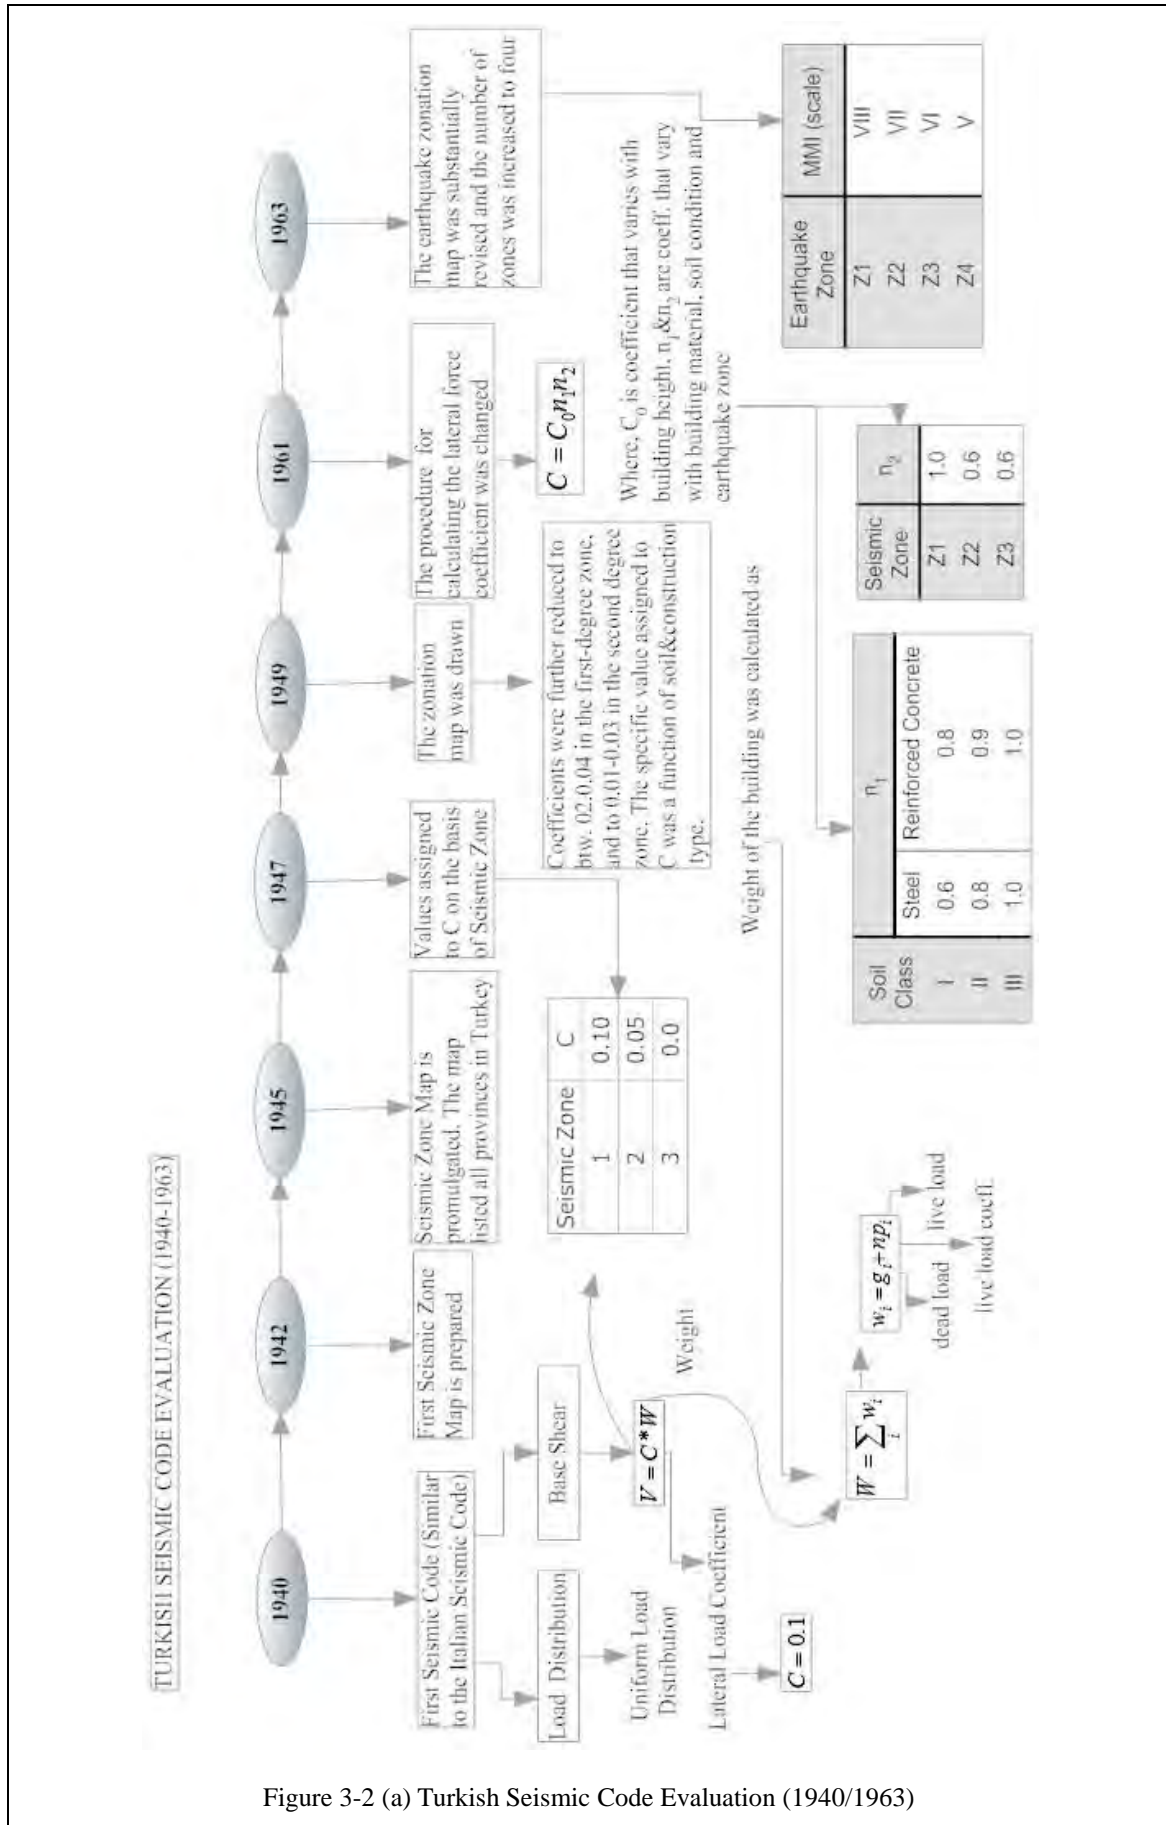 TURKISH SEISMIC CODE EVALUATION (1940-1963)
1940
1942
1945
1947
1949
1961
1963
First Seismic Code (Similar
to the Italian Seismic Code)
First Seismic Zone
Map is prepared
Seismic Zone Map is
promulgated. The map
listed all provinces in Turkey
Values assigned
to C on the basis
of Seismic Zone
The zonation
map was drawn
The procedure for
calculating the lateral force
coefficient was changed
The earthquake zonation
map was substantially
revised and the number of
zones was increased to four
Load Distribution
Base Shear
Uniform Load
Distribution
V = C*W
Lateral Load Coefficient
C = 0.1
Weight
Seismic Zone C
1 0.10
2 0.05
3 0.0
Coefficients were further reduced to
btw. 02.0.04 in the first-degree zone,
and to 0.01-0.03 in the second degree
zone. The specific value assigned to
C was a function of soil&construction
type.
C = C₀n₁n₂
Where, C₀ is coefficient that varies with
building height, n₁&n₂ are coeff. that vary
with building material, soil condition and
earthquake zone
Weight of the building was calculated as
W = ∑ wᵢ
i
wᵢ = gᵢ+npᵢ
dead load
live load
live load coeff.
Soil
Class
n₁
Steel Reinforced Concrete
I 0.6 0.8
II 0.8 0.9
III 1.0 1.0
Seismic
Zone
n₂
Z1 1.0
Z2 0.6
Z3 0.6
Earthquake
Zone
MMI (scale)
Z1 VIII
Z2 VII
Z3 VI
Z4 V
Figure 3-2 (a) Turkish Seismic Code Evaluation (1940/1963)